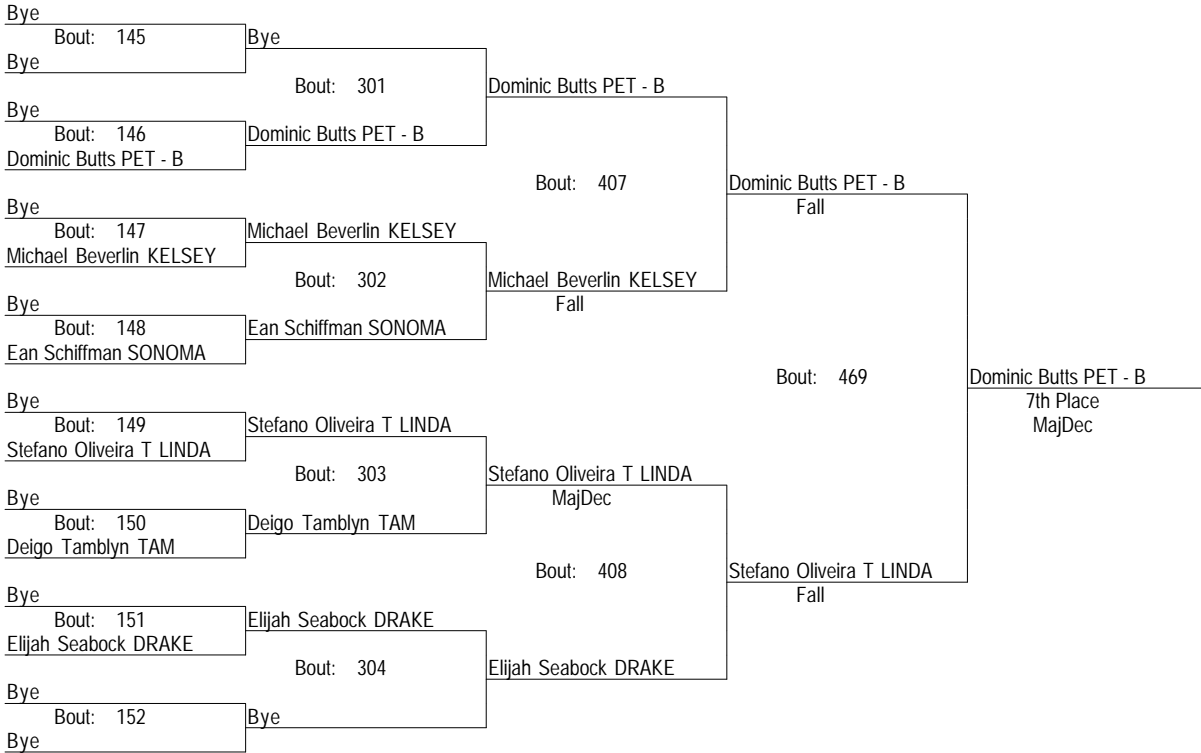 Bye
Bout: 145
Bye
Bye
Bout: 301
Dominic Butts PET - B
Bye
Bout: 146
Dominic Butts PET - B
Dominic Butts PET - B
Bout: 407
Dominic Butts PET - B
Fall
Bye
Bout: 147
Michael Beverlin KELSEY
Michael Beverlin KELSEY
Bout: 302
Michael Beverlin KELSEY
Fall
Bye
Bout: 148
Ean Schiffman SONOMA
Ean Schiffman SONOMA
Bout: 469
Dominic Butts PET - B
7th Place
MajDec
Bye
Bout: 149
Stefano Oliveira T LINDA
Stefano Oliveira T LINDA
Bout: 303
Stefano Oliveira T LINDA
MajDec
Bye
Bout: 150
Deigo Tamblyn TAM
Deigo Tamblyn TAM
Bout: 408
Stefano Oliveira T LINDA
Fall
Bye
Bout: 151
Elijah Seabock DRAKE
Elijah Seabock DRAKE
Bout: 304
Elijah Seabock DRAKE
Bye
Bout: 152
Bye
Bye